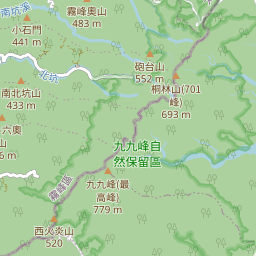 南坑溪
霧峰奧山
483 m
小石門
441 m
北坑
砲台山
552 m
南北坑山
433 m
桐林山(701
峰)
693 m
六奧
九九峰自
然保留區
九九峰(最
高峰)
779 m
霧峰區
西火炎山
520